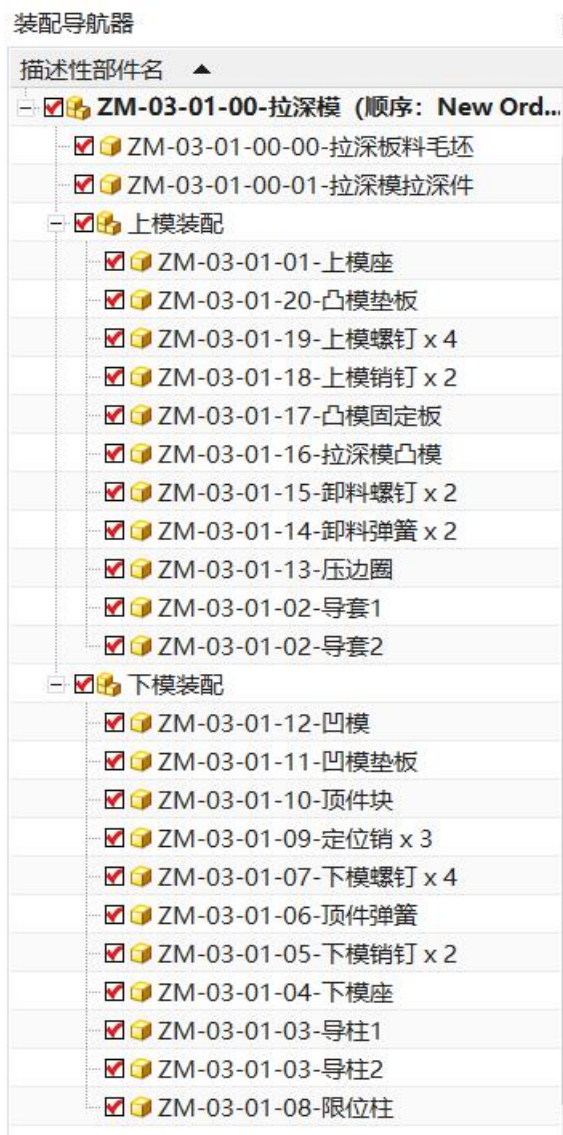 装配导航器
描述性部件名
ZM-03-01-00-拉深模（顺序：New Ord...
ZM-03-01-00-00-拉深板料毛坯
ZM-03-01-00-01-拉深模拉深件
上模装配
ZM-03-01-01-上模座
ZM-03-01-20-凸模垫板
ZM-03-01-19-上模螺钉 x 4
ZM-03-01-18-上模销钉 x 2
ZM-03-01-17-凸模固定板
ZM-03-01-16-拉深模凸模
ZM-03-01-15-卸料螺钉 x 2
ZM-03-01-14-卸料弹簧 x 2
ZM-03-01-13-压边圈
ZM-03-01-02-导套1
ZM-03-01-02-导套2
下模装配
ZM-03-01-12-凹模
ZM-03-01-11-凹模垫板
ZM-03-01-10-顶件块
ZM-03-01-09-定位销 x 3
ZM-03-01-07-下模螺钉 x 4
ZM-03-01-06-顶件弹簧
ZM-03-01-05-下模销钉 x 2
ZM-03-01-04-下模座
ZM-03-01-03-导柱1
ZM-03-01-03-导柱2
ZM-03-01-08-限位柱